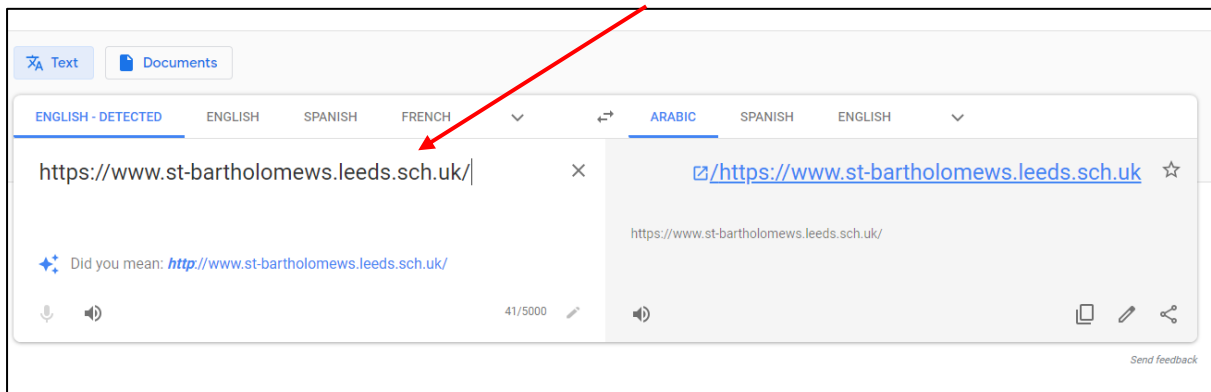 Text Documents
ENGLISH - DETECTED ENGLISH SPANISH FRENCH ARABIC SPANISH ENGLISH
https://www.st-bartholomews.leeds.sch.uk/
/https://www.st-bartholomews.leeds.sch.uk
https://www.st-bartholomews.leeds.sch.uk/
Did you mean: http://www.st-bartholomews.leeds.sch.uk/
41/5000
Send feedback